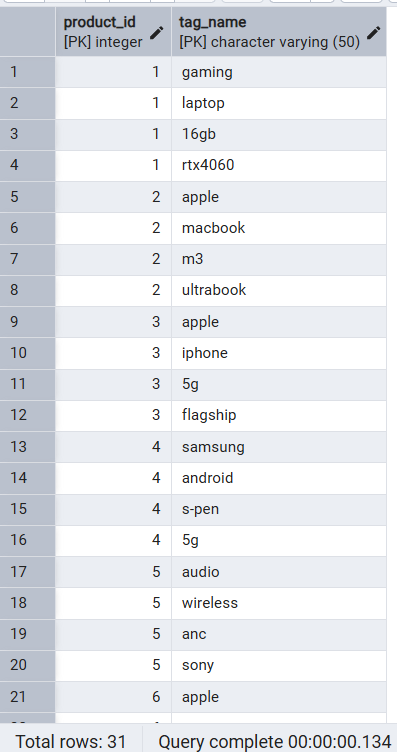 product_id tag_name
[PK] integer [PK] character varying (50)
1 1 gaming
2 1 laptop
3 1 16gb
4 1 rtx4060
5 2 apple
6 2 macbook
7 2 m3
8 2 ultrabook
9 3 apple
10 3 iphone
11 3 5g
12 3 flagship
13 4 samsung
14 4 android
15 4 s-pen
16 4 5g
17 5 audio
18 5 wireless
19 5 anc
20 5 sony
21 6 apple
Total rows: 31 Query complete 00:00:00.134